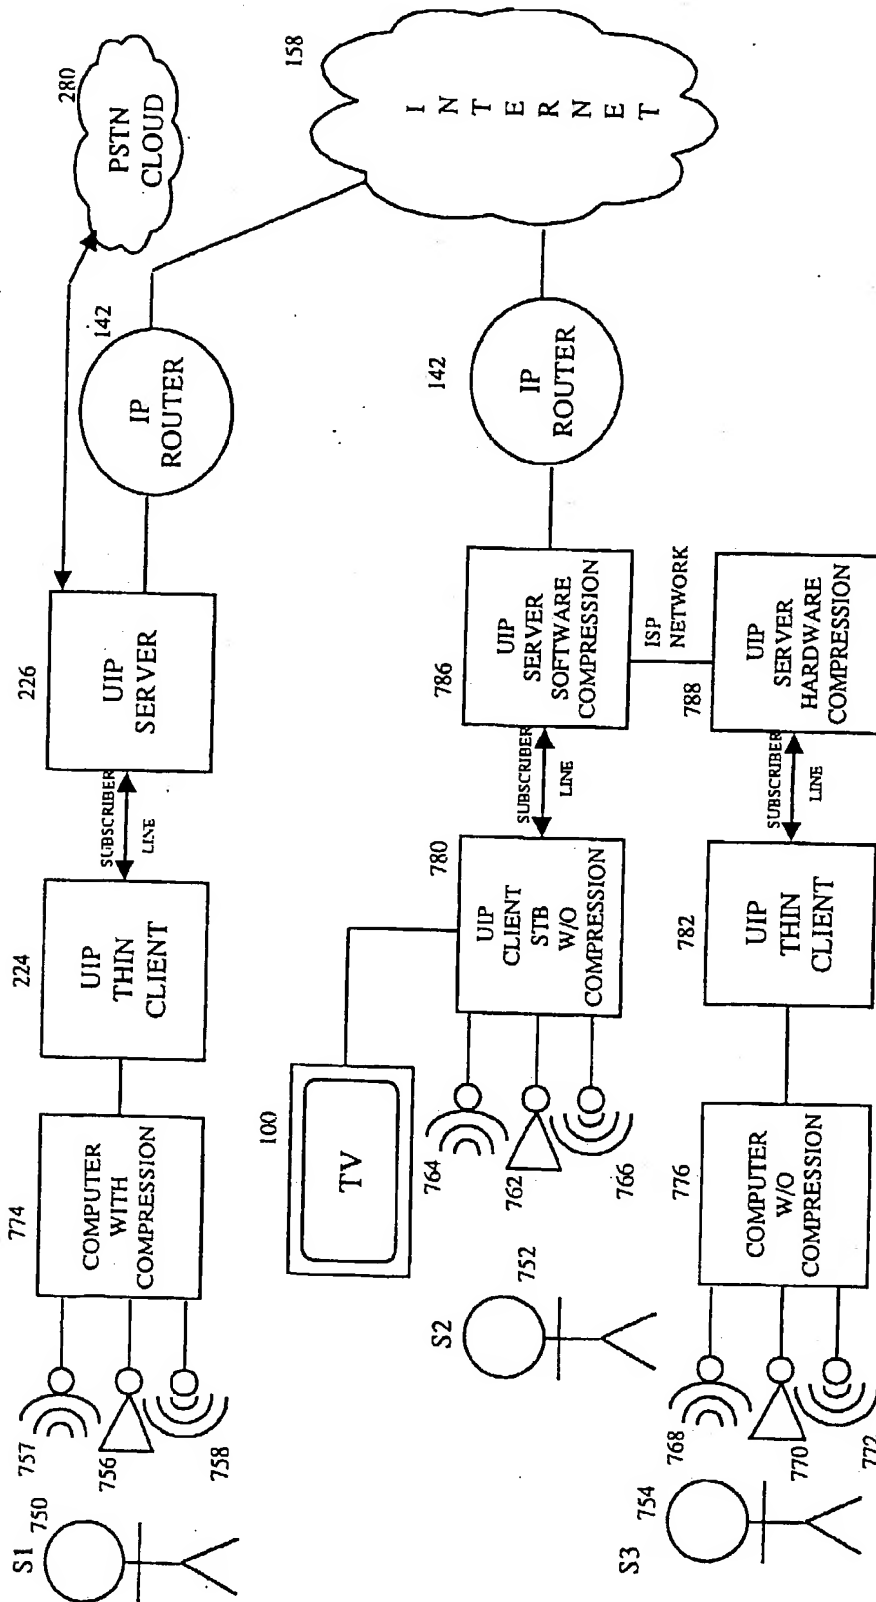 S1
750
757
756
758
774
COMPUTER
WITH
COMPRESSION
224
UIP
THIN
CLIENT
SUBSCRIBER
LINE
226
UIP
SERVER
142
IP
ROUTER
280
PSTN
CLOUD
158
INTERNET
100
TV
S2
752
764
762
766
780
UIP
CLIENT
STB
W/O
COMPRESSION
SUBSCRIBER
LINE
786
UIP
SERVER
SOFTWARE
COMPRESSION
142
IP
ROUTER
ISP
NETWORK
S3
754
768
770
772
776
COMPUTER
W/O
COMPRESSION
782
UIP
THIN
CLIENT
SUBSCRIBER
LINE
788
UIP
SERVER
HARDWARE
COMPRESSION